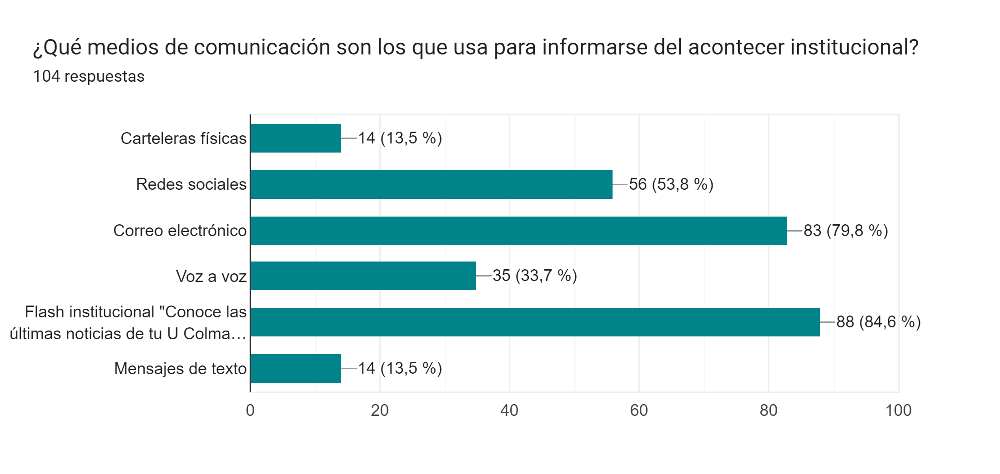 ¿Qué medios de comunicación son los que usa para informarse del acontecer institucional?
104 respuestas
Carteleras físicas
14 (13,5 %)
Redes sociales
56 (53,8 %)
Correo electrónico
83 (79,8 %)
Voz a voz
35 (33,7 %)
Flash institucional "Conoce las
últimas noticias de tu U Colma…
88 (84,6 %)
Mensajes de texto
14 (13,5 %)
0 20 40 60 80 100